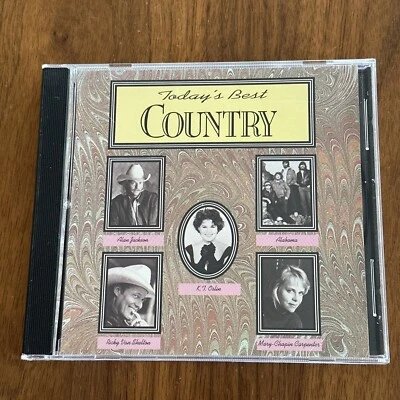 Today's Best
COUNTRY
Alan Jackson
Alabama
K.T. Oslin
Ricky Van Shelton
Mary-Chapin Carpenter